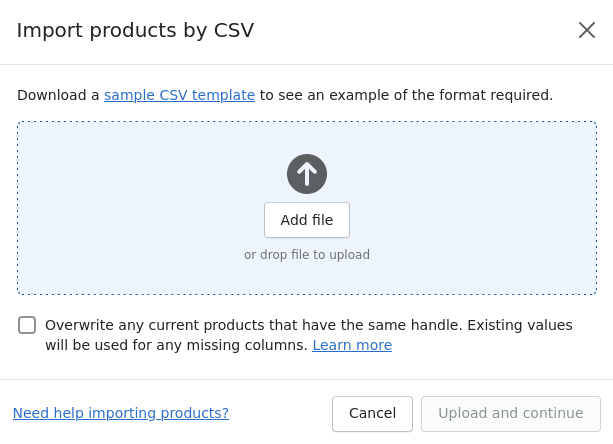 Import products by CSV
Download a sample CSV template to see an example of the format required.
Add file
or drop file to upload
Overwrite any current products that have the same handle. Existing values
will be used for any missing columns. Learn more
Need help importing products?
Cancel
Upload and continue